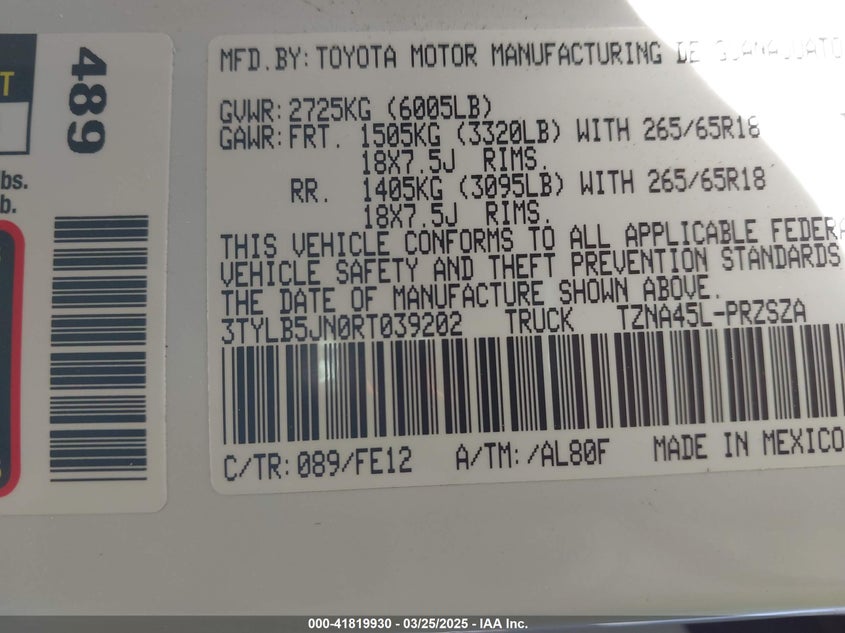 T
489
bs.
b.
MFD.BY: TOYOTA MOTOR MANUFACTURING DE GUANAJUATO
GVWR: 2725KG (6005LB)
GAWR: FRT. 1505KG (3320LB) WITH 265/65R18
18X7.5J RIMS.
RR. 1405KG (3095LB) WITH 265/65R18
18X7.5J RIMS.
THIS VEHICLE CONFORMS TO ALL APPLICABLE FEDERA
VEHICLE SAFETY AND THEFT PREVENTION STANDARDS
THE DATE OF MANUFACTURE SHOWN ABOVE.
3TYLB5JN0RT039202 TRUCK TZNA45L-PRZSZA
C/TR: 089/FE12 A/TM: /AL80F MADE IN MEXICO
000-41819930 - 03/25/2025 - IAA Inc.